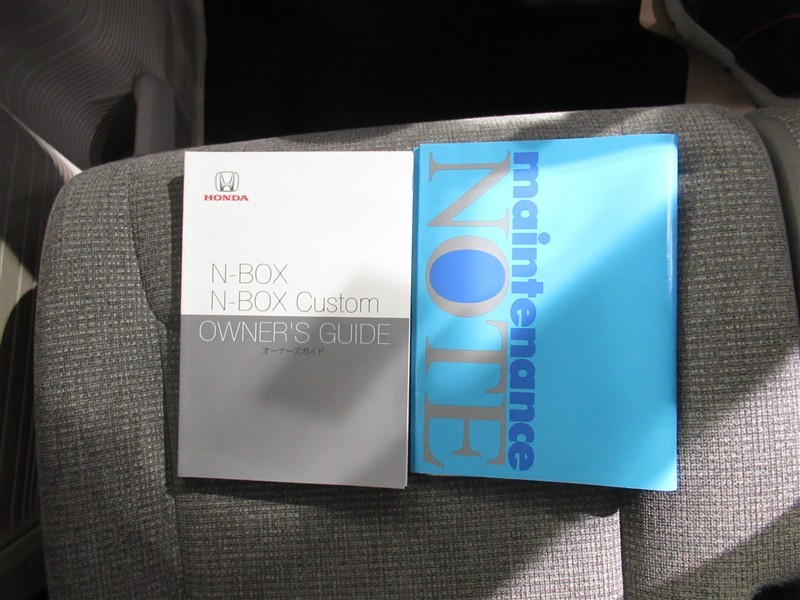 HONDA
N-BOX
N-BOX Custom
OWNER'S GUIDE
オーナーズガイド
maintenance
NOTE